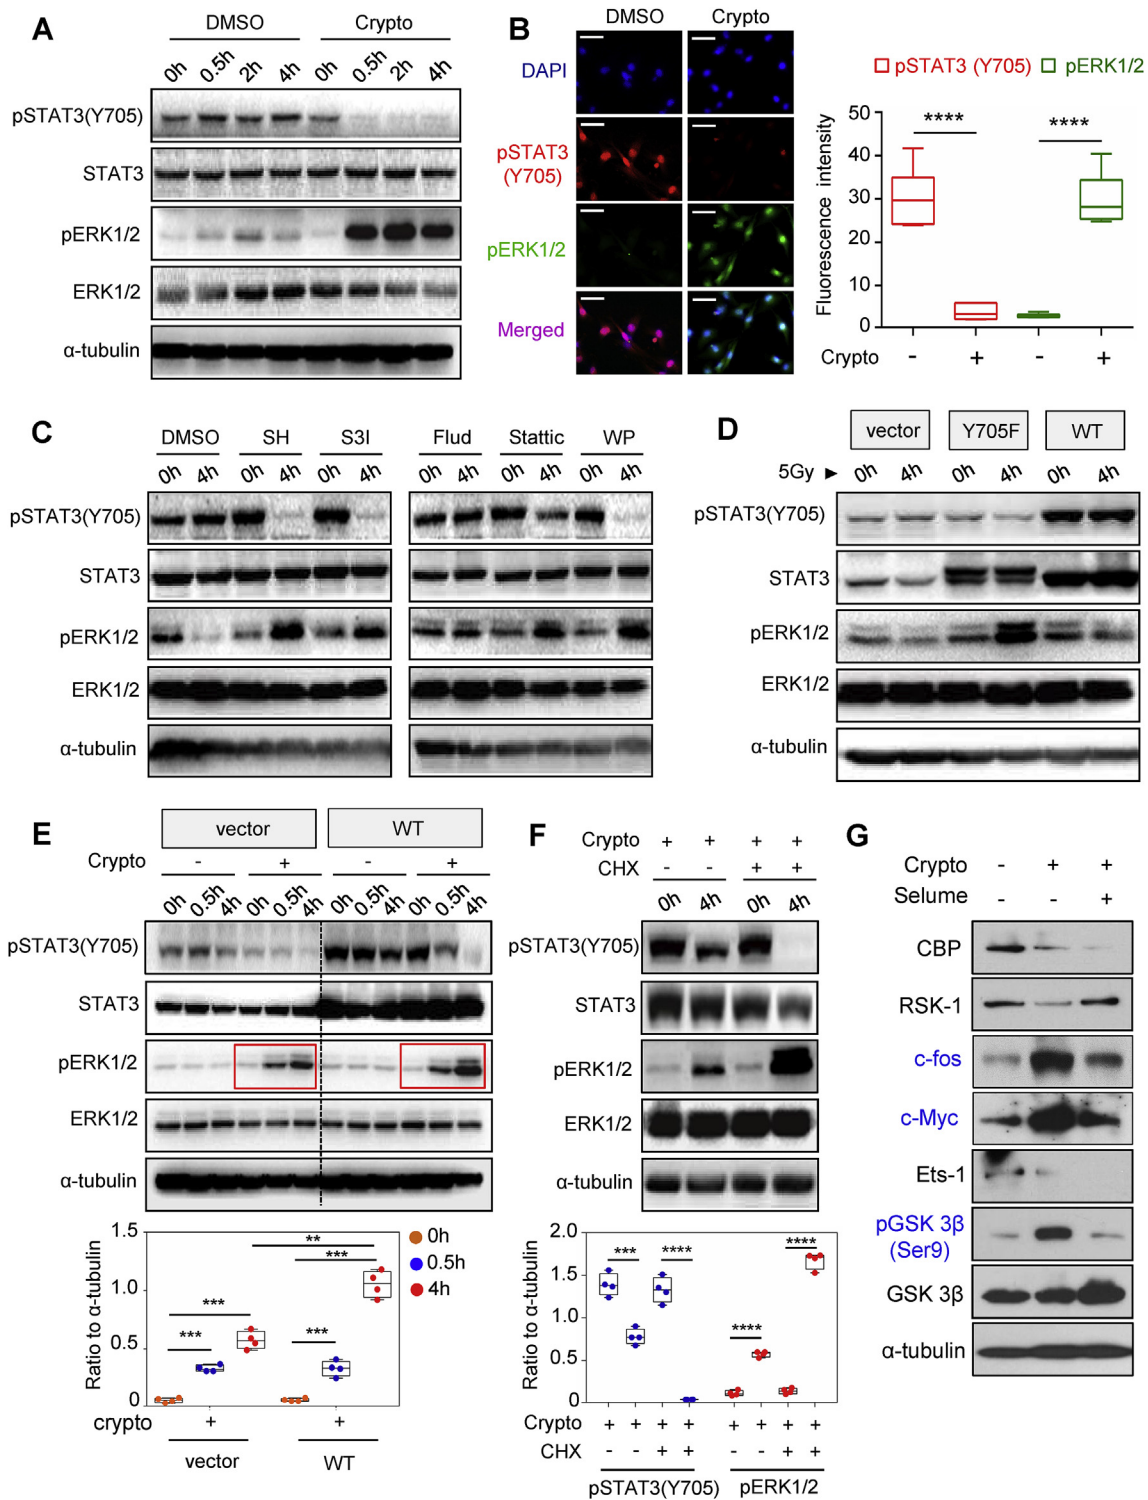 A
DMSO Crypto
0h 0.5h 2h 4h 0h 0.5h 2h 4h
pSTAT3(Y705)
STAT3
pERK1/2
ERK1/2
α-tubulin
B
DMSO Crypto
DAPI
pSTAT3
(Y705)
pERK1/2
Merged
pSTAT3 (Y705) pERK1/2
Fluorescence intensity
50
40
30
20
10
0
**** ****
Crypto - + - +
C
DMSO SH S3I Flud Stattic WP
0h 4h 0h 4h 0h 4h 0h 4h 0h 4h 0h 4h
pSTAT3(Y705)
STAT3
pERK1/2
ERK1/2
α-tubulin
D
vector Y705F WT
5Gy ► 0h 4h 0h 4h 0h 4h
pSTAT3(Y705)
STAT3
pERK1/2
ERK1/2
α-tubulin
E
vector WT
Crypto - + - +
0h 0.5h 4h 0h 0.5h 4h 0h 0.5h 4h 0h 0.5h 4h
pSTAT3(Y705)
STAT3
pERK1/2
ERK1/2
α-tubulin
Ratio to α-tubulin
1.5
1.0
0.5
0
**
***
***
*** ***
0h
0.5h
4h
crypto + +
vector WT
F
Crypto + + + +
CHX - - + +
0h 4h 0h 4h
pSTAT3(Y705)
STAT3
pERK1/2
ERK1/2
α-tubulin
Ratio to α-tubulin
2.0
1.5
1.0
0.5
0
*** **** **** ****
Crypto + + + + + + + +
CHX - - + + - - + +
pSTAT3(Y705) pERK1/2
G
Crypto - + +
Selume - - +
CBP
RSK-1
c-fos
c-Myc
Ets-1
pGSK 3β
(Ser9)
GSK 3β
α-tubulin